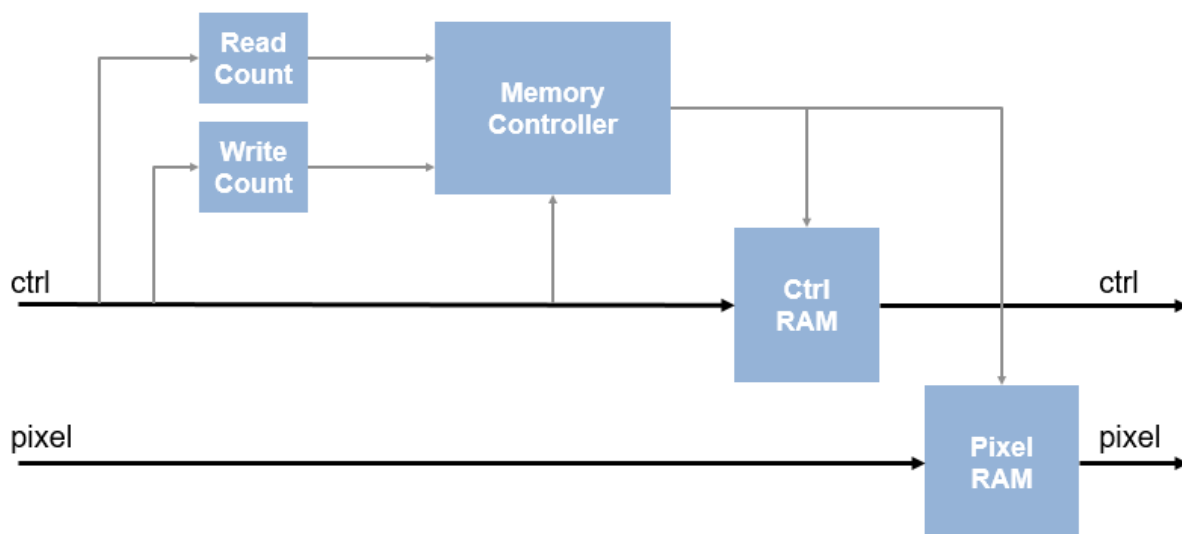 Read
Count
Memory
Controller
Write
Count
ctrl
Ctrl
RAM
ctrl
pixel
Pixel
RAM
pixel